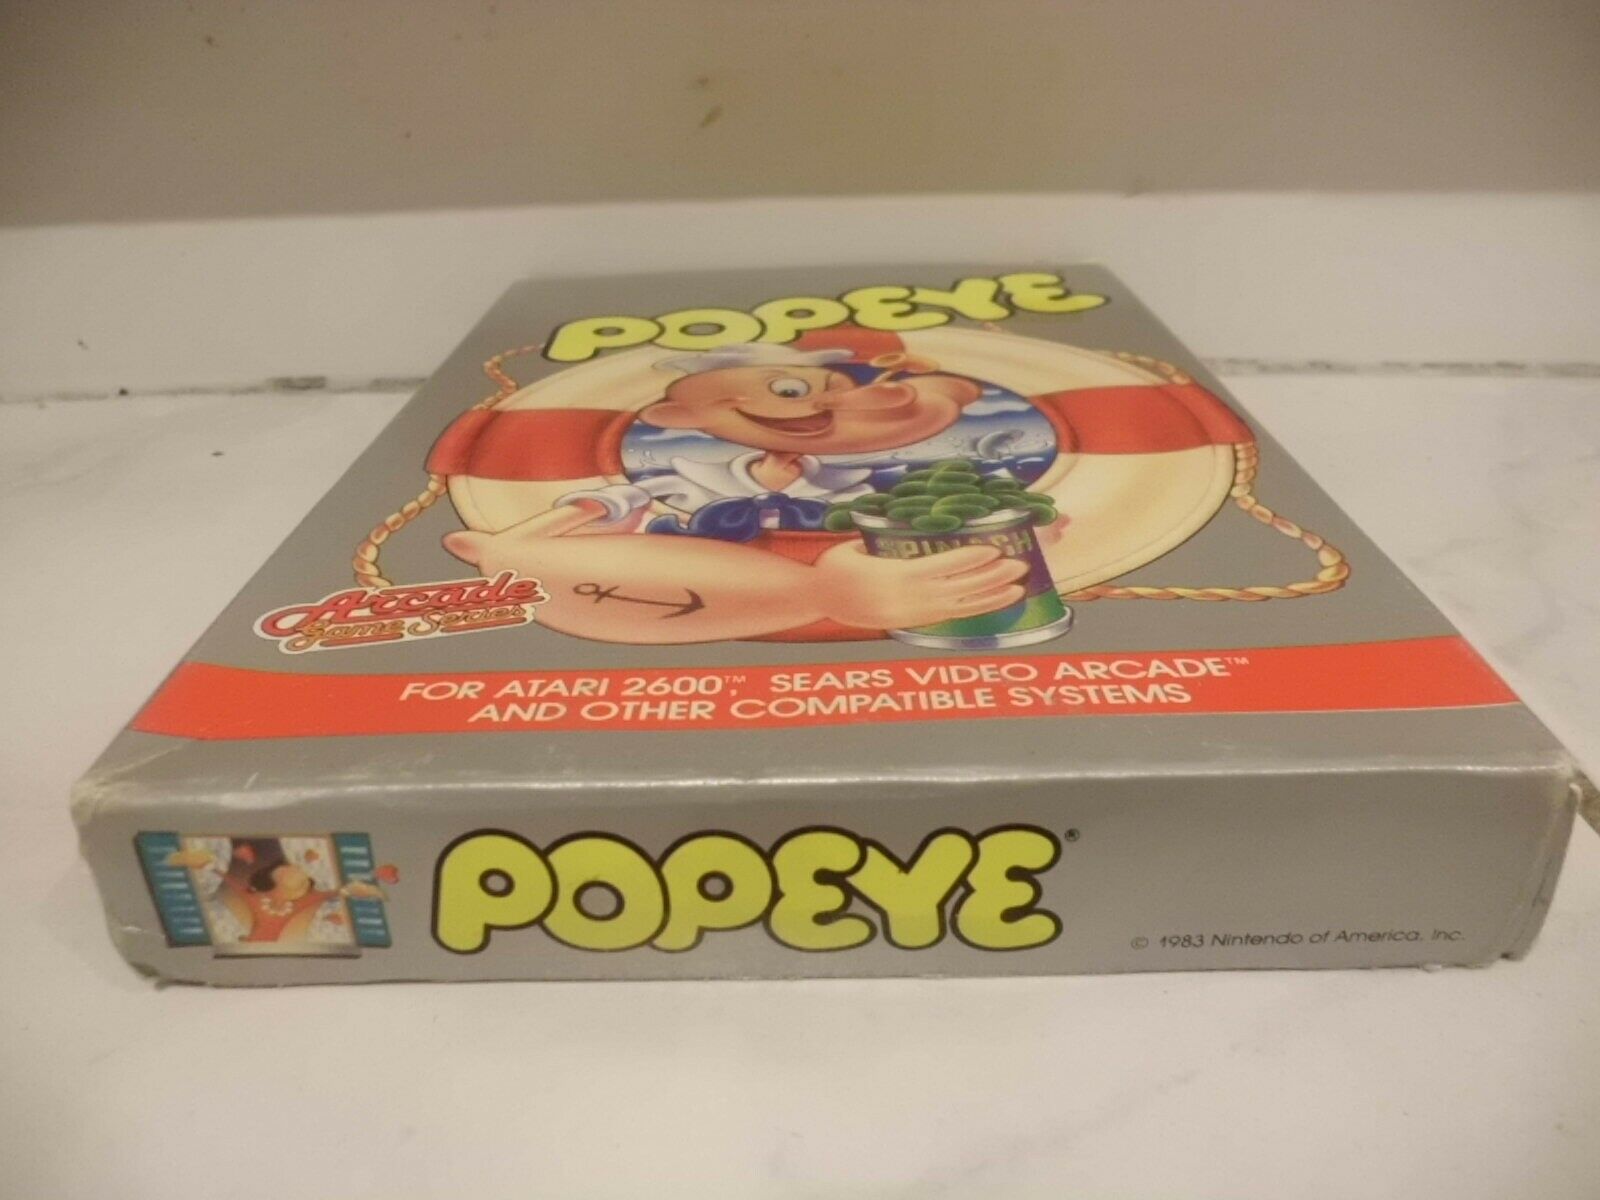 POPEYE
SPINACH
Arcade
Game Series
FOR ATARI 2600™, SEARS VIDEO ARCADE™
AND OTHER COMPATIBLE SYSTEMS
POPEYE®
© 1983 Nintendo of America, Inc.